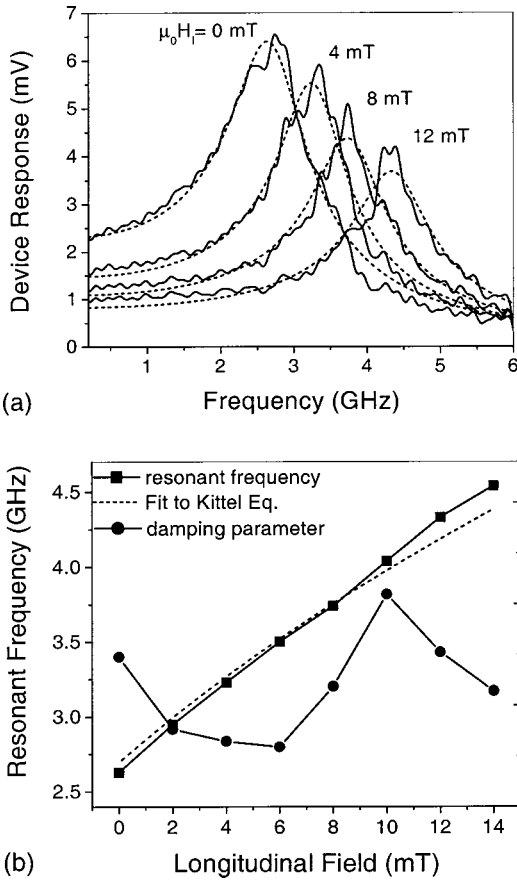 7
6
5
4
3
2
1
0
Device Response (mV)
μ₀Hₗ= 0 mT
4 mT
8 mT
12 mT
1 2 3 4 5 6
(a) Frequency (GHz)
4.5
4.0
3.5
3.0
2.5
Resonant Frequency (GHz)
resonant frequency
Fit to Kittel Eq.
damping parameter
0 2 4 6 8 10 12 14
(b) Longitudinal Field (mT)